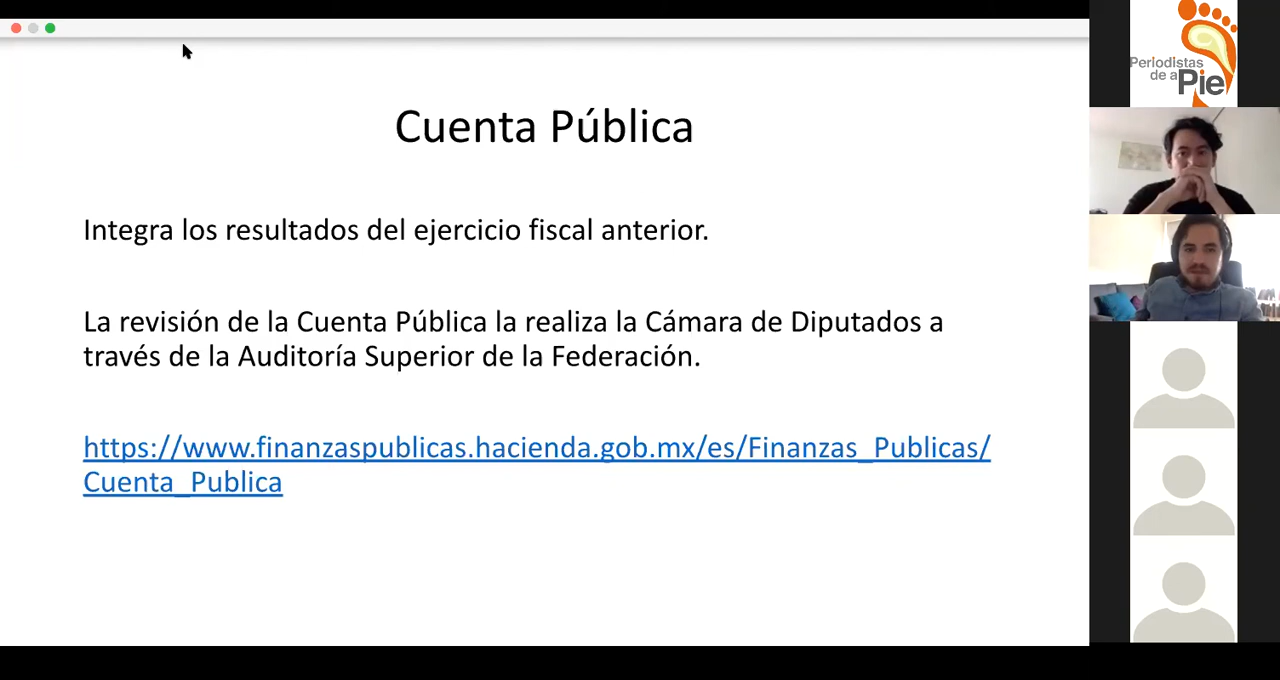 Cuenta Pública
Integra los resultados del ejercicio fiscal anterior.
La revisión de la Cuenta Pública la realiza la Cámara de Diputados a
través de la Auditoría Superior de la Federación.
https://www.finanzaspublicas.hacienda.gob.mx/es/Finanzas_Publicas/
Cuenta_Publica
Periodistas
de a Pie